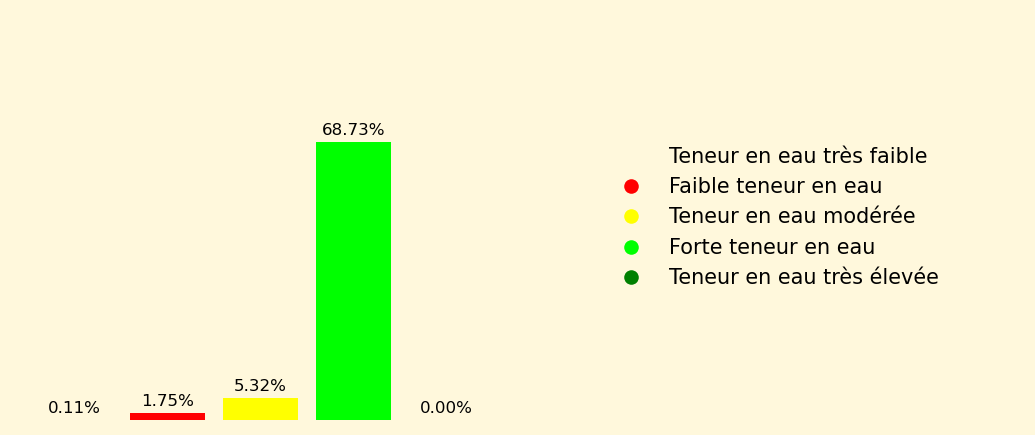 68.73%
5.32%
1.75%
0.11%
0.00%
Teneur en eau très faible
Faible teneur en eau
Teneur en eau modérée
Forte teneur en eau
Teneur en eau très élevée